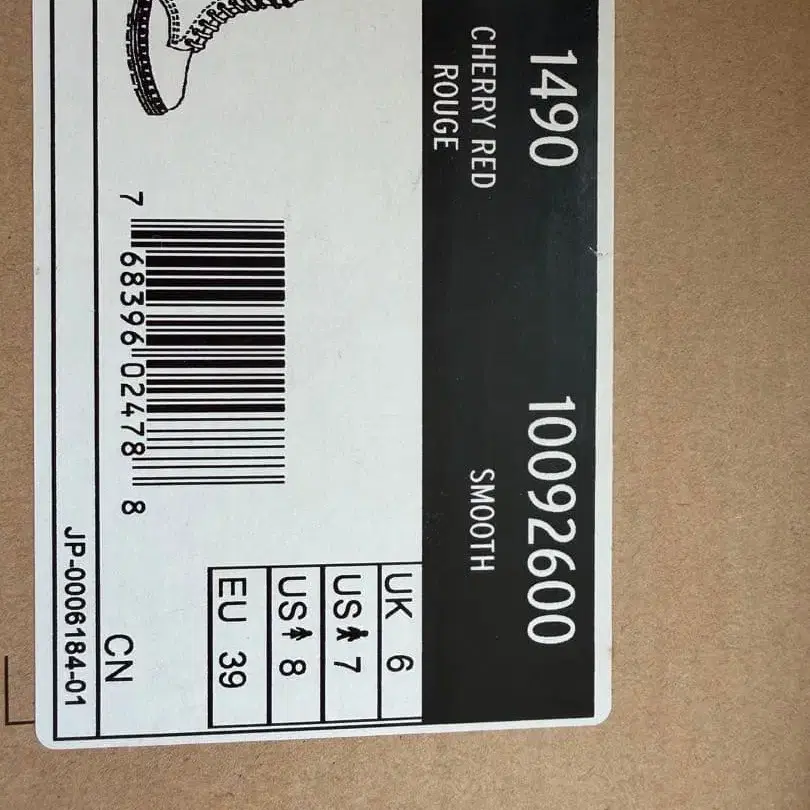 1490 10092600
CHERRY RED SMOOTH
ROUGE
UK 6
US 7
US 8
EU 39
7 68396 02478 8
CN
JP-0006184-01